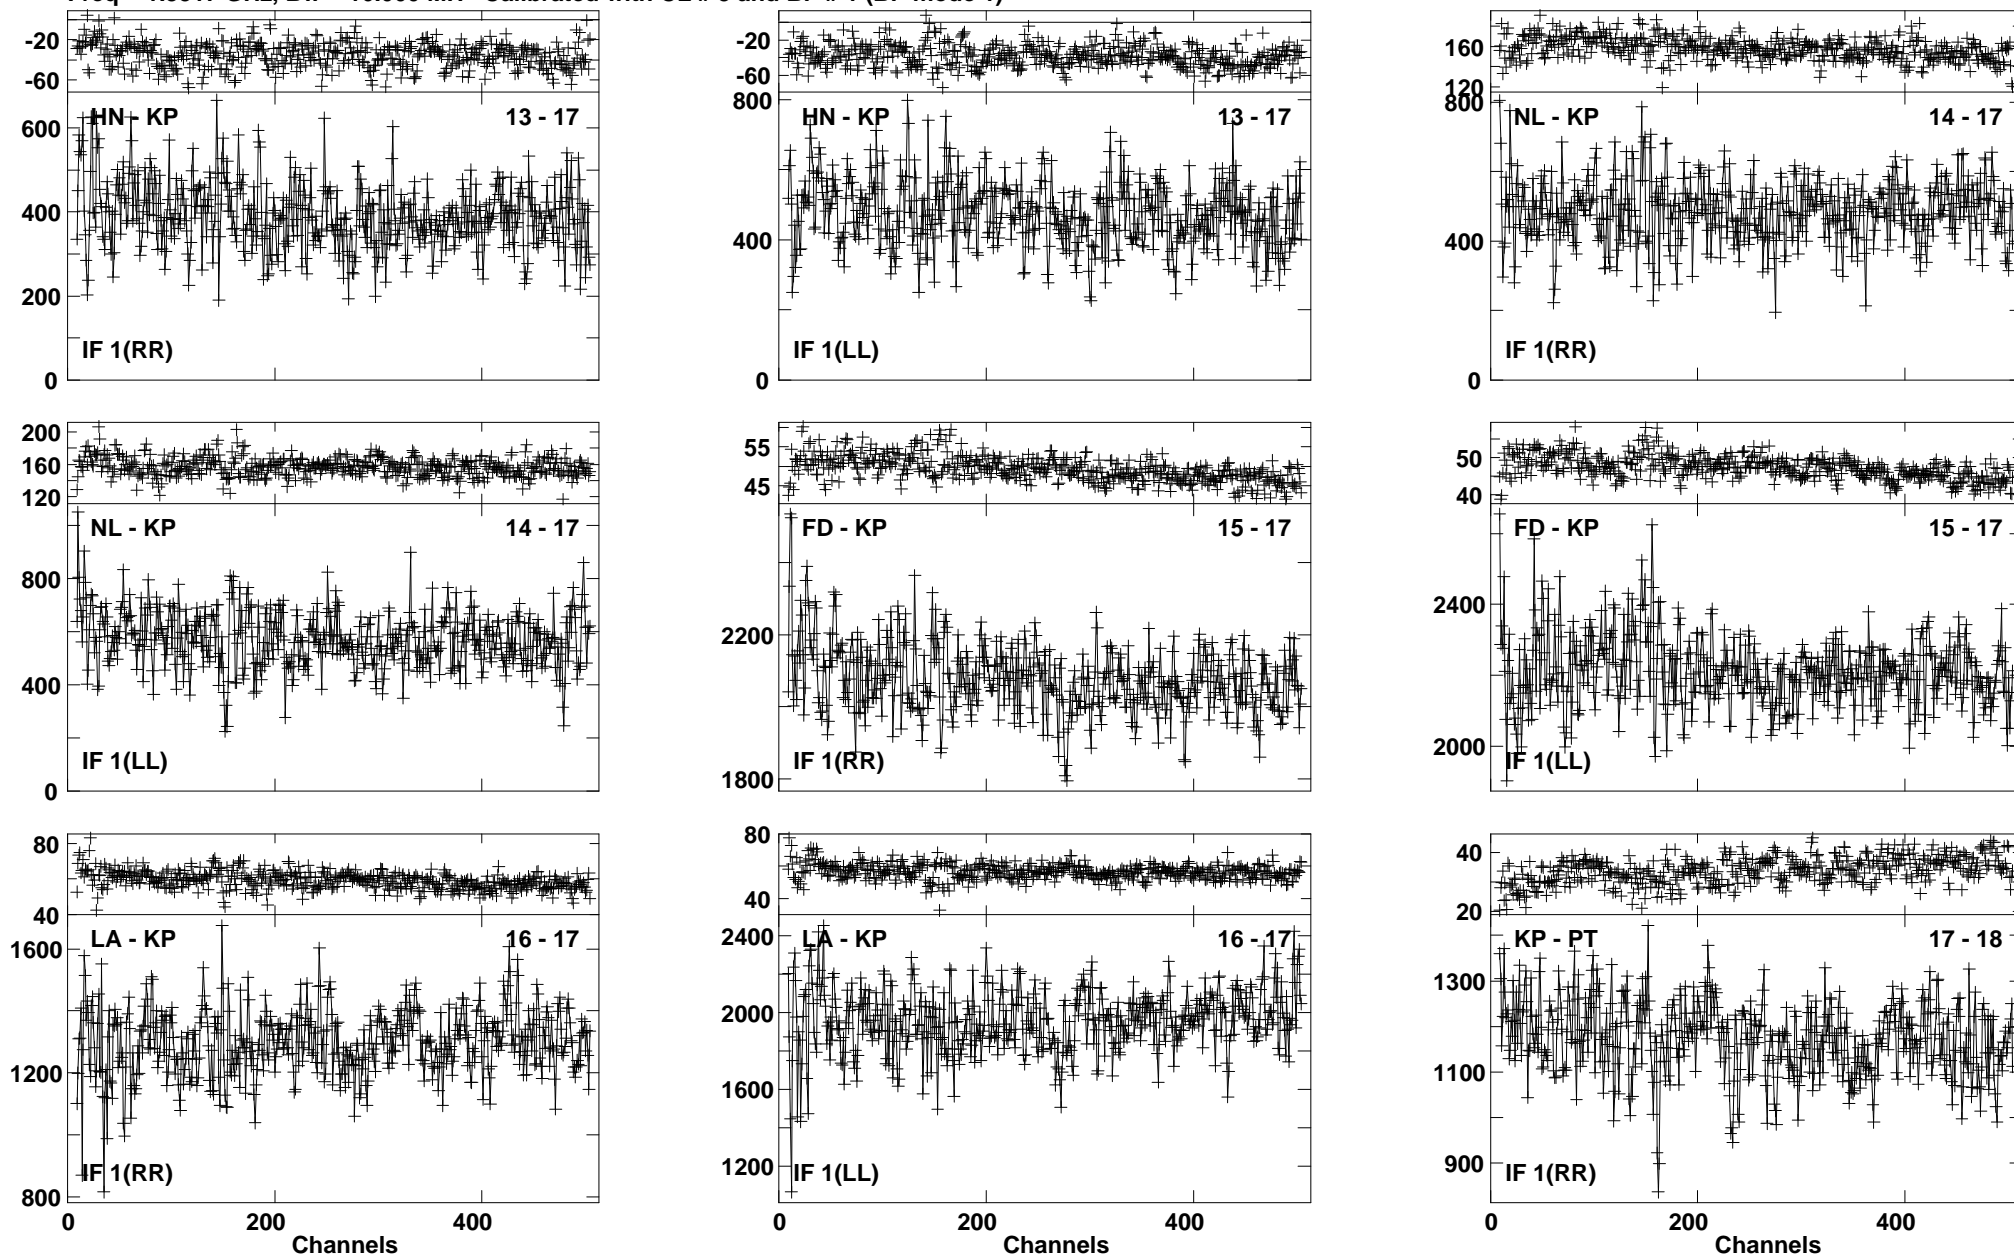 -20
-60
HN - KP 13 - 17
600
400
200
0
IF 1(RR)
-20
-60
HN - KP 13 - 17
800
400
0
IF 1(LL)
160
120
NL - KP 14 - 17
800
400
0
IF 1(RR)
200
160
120
NL - KP 14 - 17
800
400
0
IF 1(LL)
55
45
FD - KP 15 - 17
2200
1800
IF 1(RR)
50
40
FD - KP 15 - 17
2400
2000
IF 1(LL)
80
40
LA - KP 16 - 17
1600
1200
800
IF 1(RR)
0 200 400
Channels
80
40
LA - KP 16 - 17
2400
2000
1600
1200
IF 1(LL)
0 200 400
Channels
40
20
KP - PT 17 - 18
1300
1100
900
IF 1(RR)
0 200 400
Channels